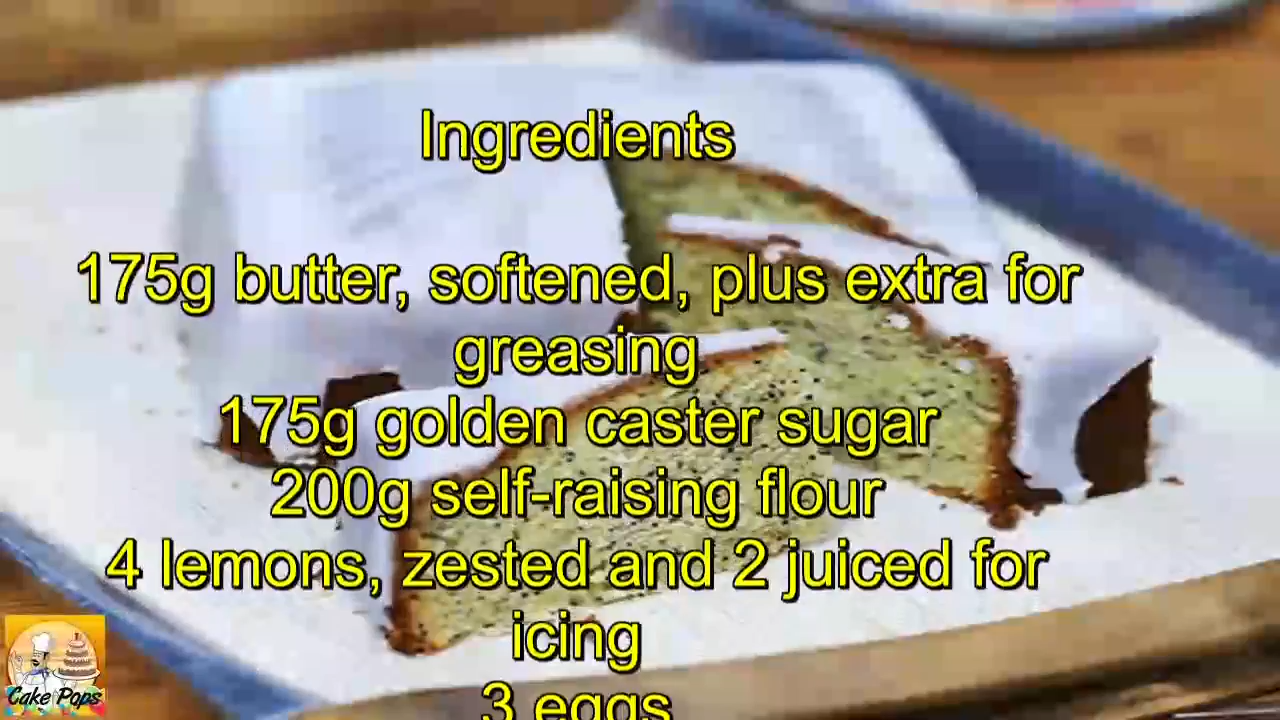 Ingredients
175g butter, softened, plus extra for
greasing
175g golden caster sugar
200g self-raising flour
4 lemons, zested and 2 juiced for
icing
3 eggs
Cake Pops